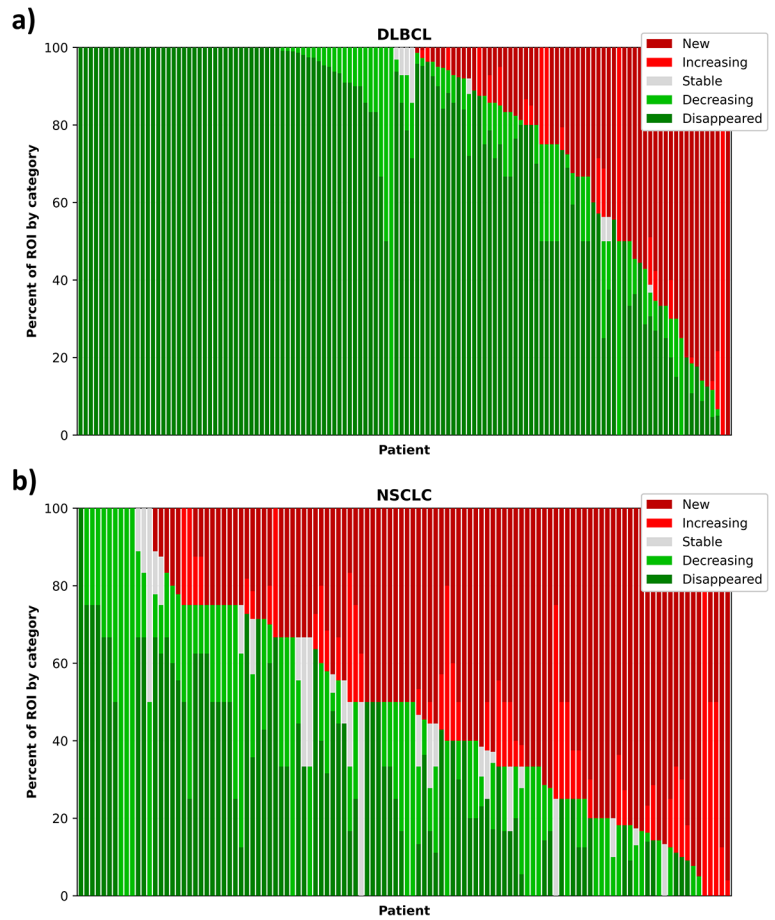 a)
DLBCL
New
Increasing
Stable
Decreasing
Disappeared
100
80
60
40
20
0
Percent of ROI by category
Patient
b)
NSCLC
New
Increasing
Stable
Decreasing
Disappeared
100
80
60
40
20
0
Percent of ROI by category
Patient